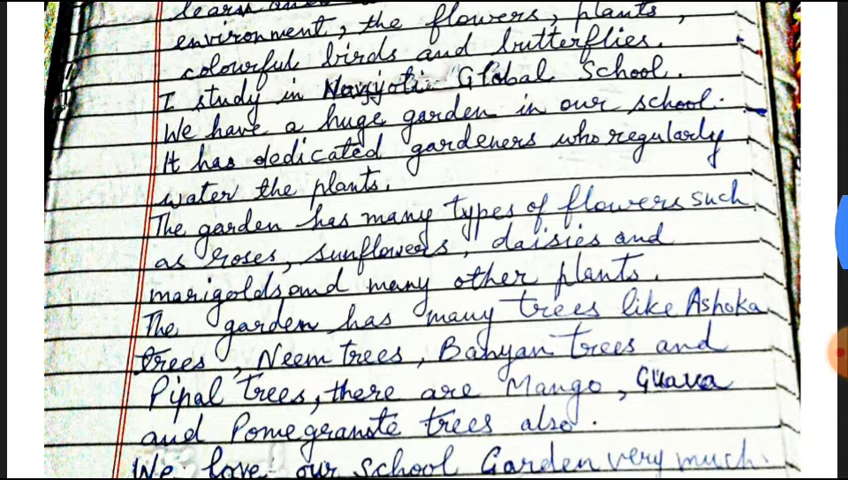 environment, the flowers, plants,
colourful birds and butterflies.
I study in Navjyoti Global School.
We have a huge garden in our school.
It has dedicated gardeners who regularly
water the plants.
The garden has many types of flowers such
as roses, sunflowers, daisies and
marigolds and many other plants.
The garden has many trees like Ashoka
trees, Neem trees, Banyan trees and
Pipal trees, there are Mango, Guava
and Pomegranate trees also.
We love our school Garden very much.